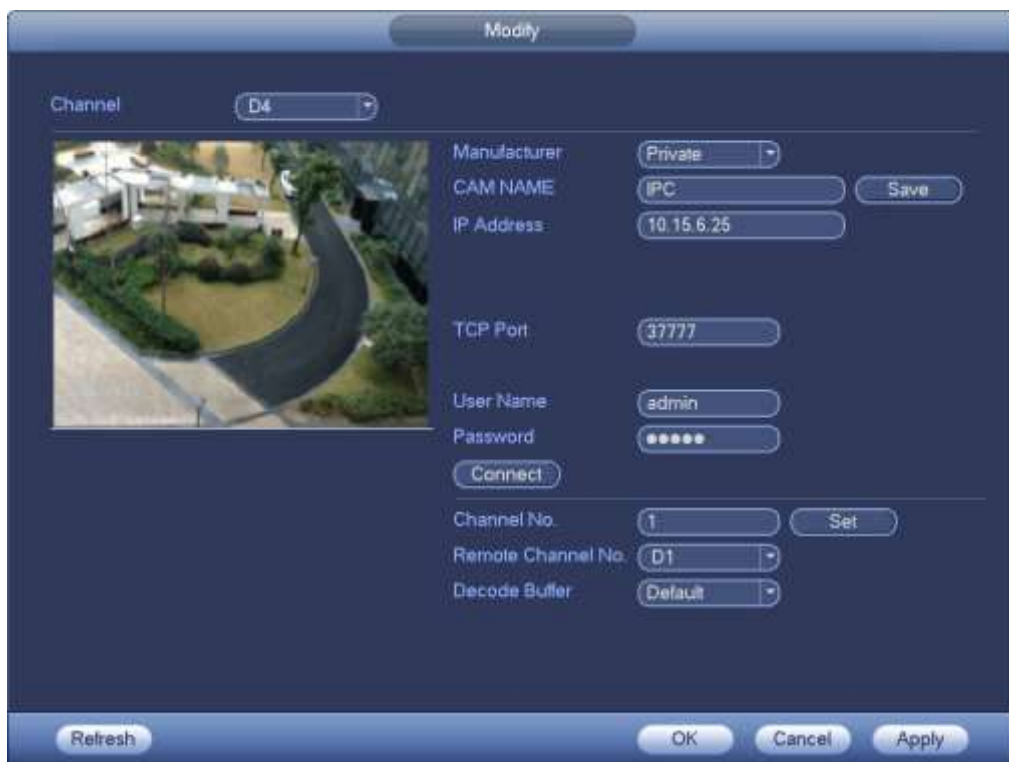 Modify
Channel D4
Manufacturer Private
CAM NAME IPC Save
IP Address 10.15.6.25
TCP Port 37777
User Name admin
Password ●●●●●
Connect
Channel No. 1 Set
Remote Channel No. D1
Decode Buffer Default
Refresh OK Cancel Apply